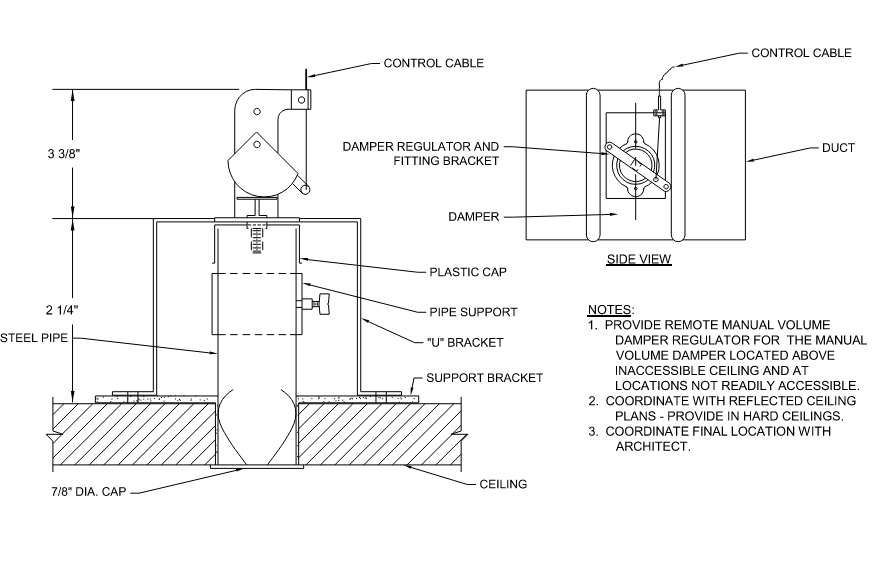 CONTROL CABLE
3 3/8"
2 1/4"
STEEL PIPE
PLASTIC CAP
PIPE SUPPORT
"U" BRACKET
SUPPORT BRACKET
7/8" DIA. CAP
CEILING
CONTROL CABLE
DAMPER REGULATOR AND
FITTING BRACKET
DUCT
DAMPER
SIDE VIEW
NOTES:
1. PROVIDE REMOTE MANUAL VOLUME
DAMPER REGULATOR FOR THE MANUAL
VOLUME DAMPER LOCATED ABOVE
INACCESSIBLE CEILING AND AT
LOCATIONS NOT READILY ACCESSIBLE.
2. COORDINATE WITH REFLECTED CEILING
PLANS - PROVIDE IN HARD CEILINGS.
3. COORDINATE FINAL LOCATION WITH
ARCHITECT.